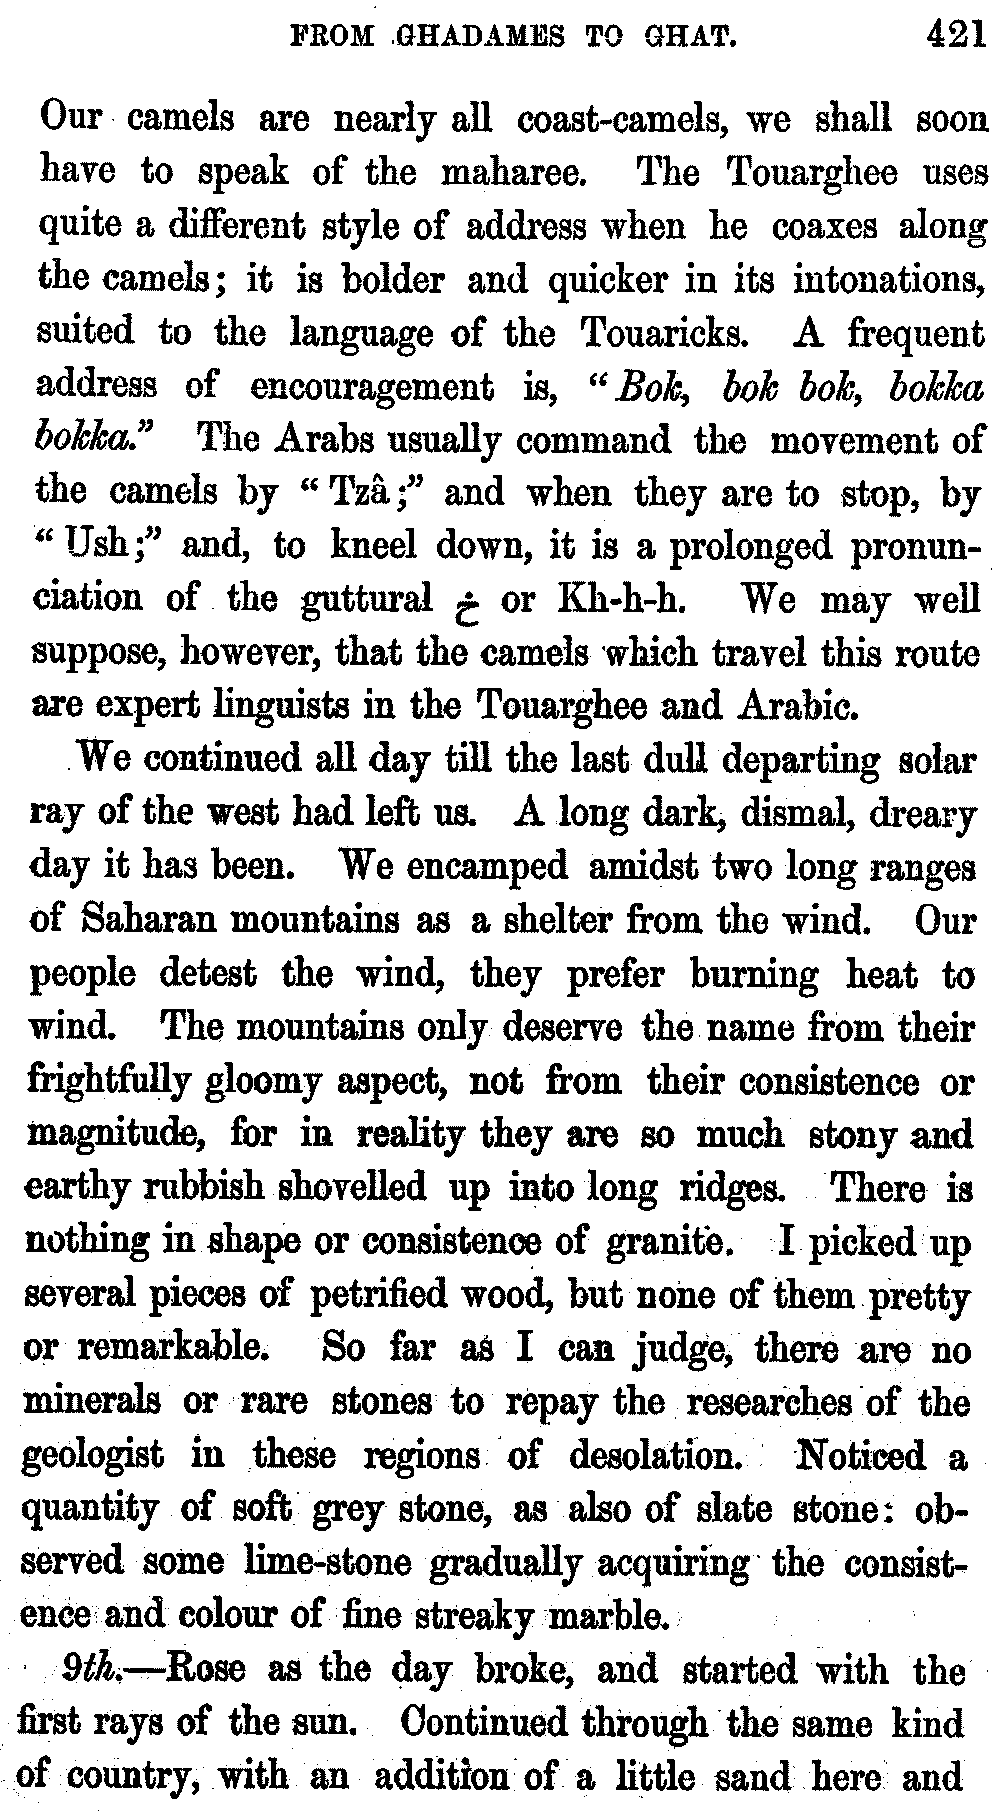 FROM GHADAMES TO GHAT. 421
Our camels are nearly all coast-camels, we shall soon
have to speak of the maharee. The Touarghee uses
quite a different style of address when he coaxes along
the camels; it is bolder and quicker in its intonations,
suited to the language of the Touaricks. A frequent
address of encouragement is, "Bok, bok bok, bokka
bokka." The Arabs usually command the movement of
the camels by "Tzâ;" and when they are to stop, by
"Ush;" and, to kneel down, it is a prolonged pronun-
ciation of the guttural خ or Kh-h-h. We may well
suppose, however, that the camels which travel this route
are expert linguists in the Touarghee and Arabic.
We continued all day till the last dull departing solar
ray of the west had left us. A long dark, dismal, dreary
day it has been. We encamped amidst two long ranges
of Saharan mountains as a shelter from the wind. Our
people detest the wind, they prefer burning heat to
wind. The mountains only deserve the name from their
frightfully gloomy aspect, not from their consistence or
magnitude, for in reality they are so much stony and
earthy rubbish shovelled up into long ridges. There is
nothing in shape or consistence of granite. I picked up
several pieces of petrified wood, but none of them pretty
or remarkable. So far as I can judge, there are no
minerals or rare stones to repay the researches of the
geologist in these regions of desolation. Noticed a
quantity of soft grey stone, as also of slate stone: ob-
served some lime-stone gradually acquiring the consist-
ence and colour of fine streaky marble.
9th.—Rose as the day broke, and started with the
first rays of the sun. Continued through the same kind
of country, with an addition of a little sand here and